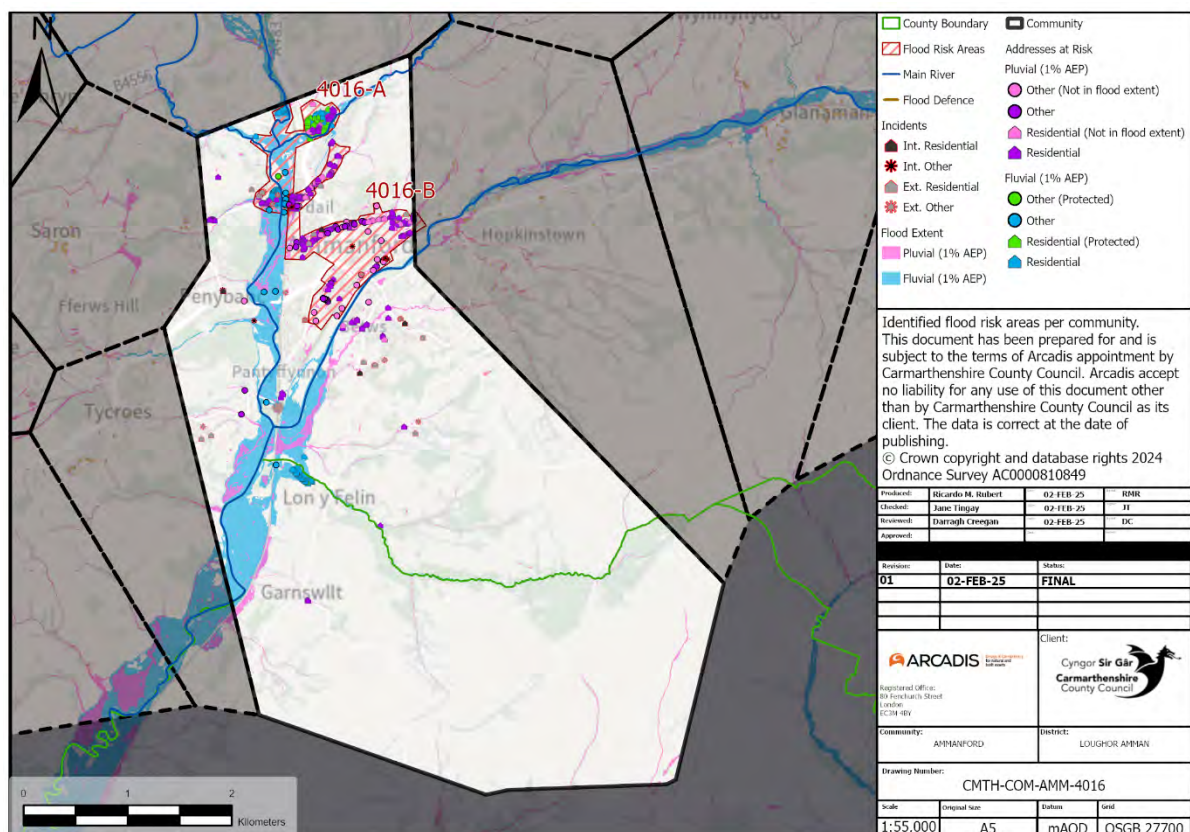 N
B4556
4016-A
4016-B
Glanaman
Saron
Hopkinstown
Fferws Hill
Tycroes
Lon y Felin
Garnswllt
0 1 2
Kilometers
County Boundary
Community
Flood Risk Areas
Main River
Flood Defence
Incidents
Int. Residential
Int. Other
Ext. Residential
Ext. Other
Flood Extent
Pluvial (1% AEP)
Fluvial (1% AEP)
Addresses at Risk
Pluvial (1% AEP)
Other (Not in flood extent)
Other
Residential (Not in flood extent)
Residential
Fluvial (1% AEP)
Other (Protected)
Other
Residential (Protected)
Residential
Identified flood risk areas per community.
This document has been prepared for and is
subject to the terms of Arcadis appointment by
Carmarthenshire County Council. Arcadis accept
no liability for any use of this document other
than by Carmarthenshire County Council as its
client. The data is correct at the date of
publishing.
© Crown copyright and database rights 2024
Ordnance Survey AC0000810849
Produced: Ricardo M. Rubert 02-FEB-25 RMR
Checked: Jane Tingay 02-FEB-25 JT
Reviewed: Darragh Creegan 02-FEB-25 DC
Approved:
Revision: Date: Status:
01 02-FEB-25 FINAL
ARCADIS
Registered Office:
80 Fenchurch Street
London
EC3M 4BY
Client:
Cyngor Sir Gâr
Carmarthenshire
County Council
Community:
AMMANFORD
District:
LOUGHOR AMMAN
Drawing Number:
CMTH-COM-AMM-4016
Scale Original Size Datum Grid
1:55,000 A5 mAOD OSGB 27700